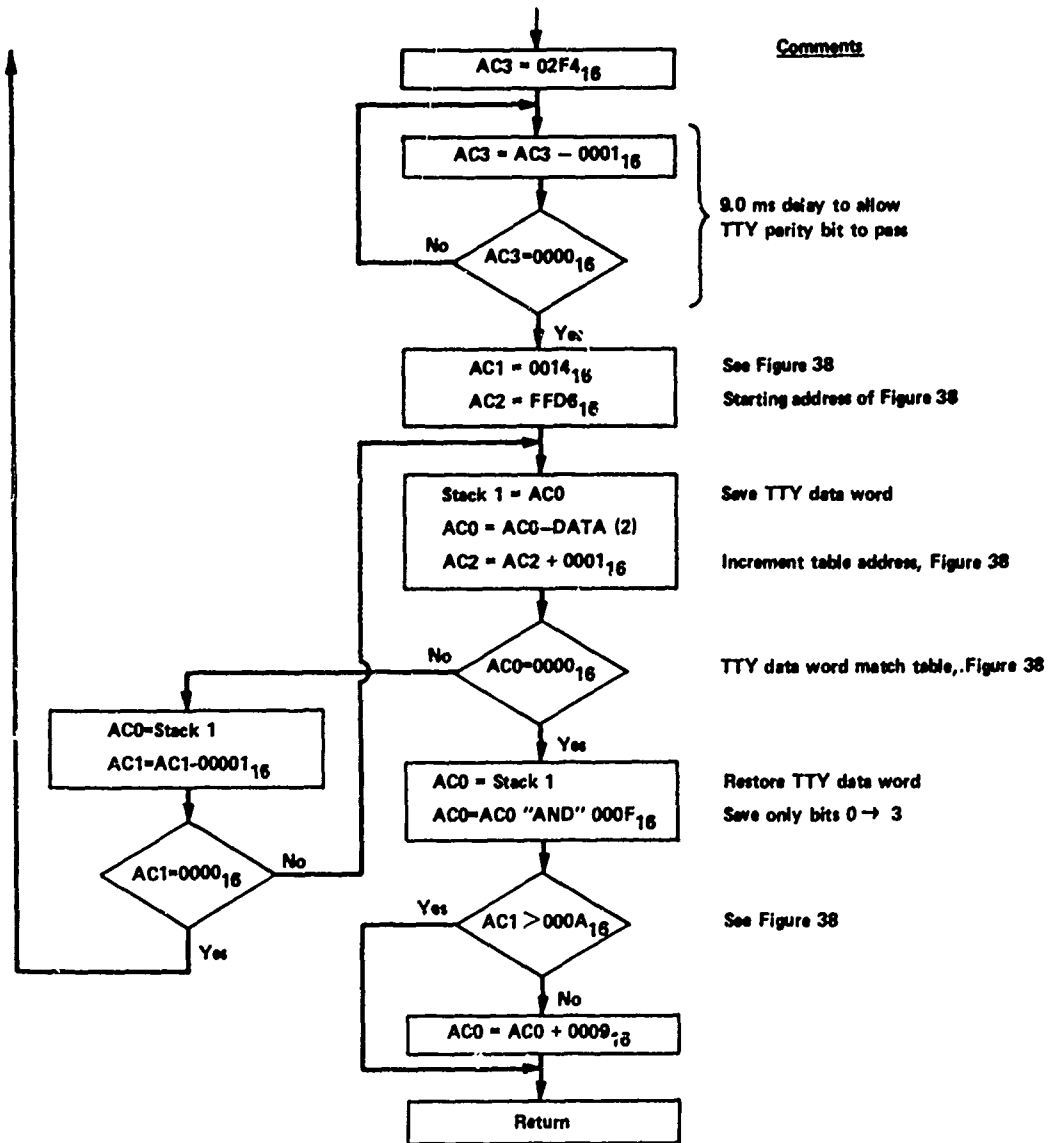 Comments
AC3 = 02F4₁₆
AC3 = AC3 – 0001₁₆
9.0 ms delay to allow
TTY parity bit to pass
No
AC3=0000₁₆
Yes
AC1 = 0014₁₆
See Figure 38
AC2 = FFD6₁₆
Starting address of Figure 38
Stack 1 = AC0
Save TTY data word
AC0 = AC0–DATA (2)
AC2 = AC2 + 0001₁₆
Increment table address, Figure 38
No
AC0=0000₁₆
TTY data word match table,.Figure 38
AC0=Stack 1
AC1=AC1-00001₁₆
Yes
AC0 = Stack 1
Restore TTY data word
AC0=AC0 "AND" 000F₁₆
Save only bits 0 → 3
AC1=0000₁₆
No
Yes
Yes
AC1 > 000A₁₆
See Figure 38
No
AC0 = AC0 + 0009₁₆
Return